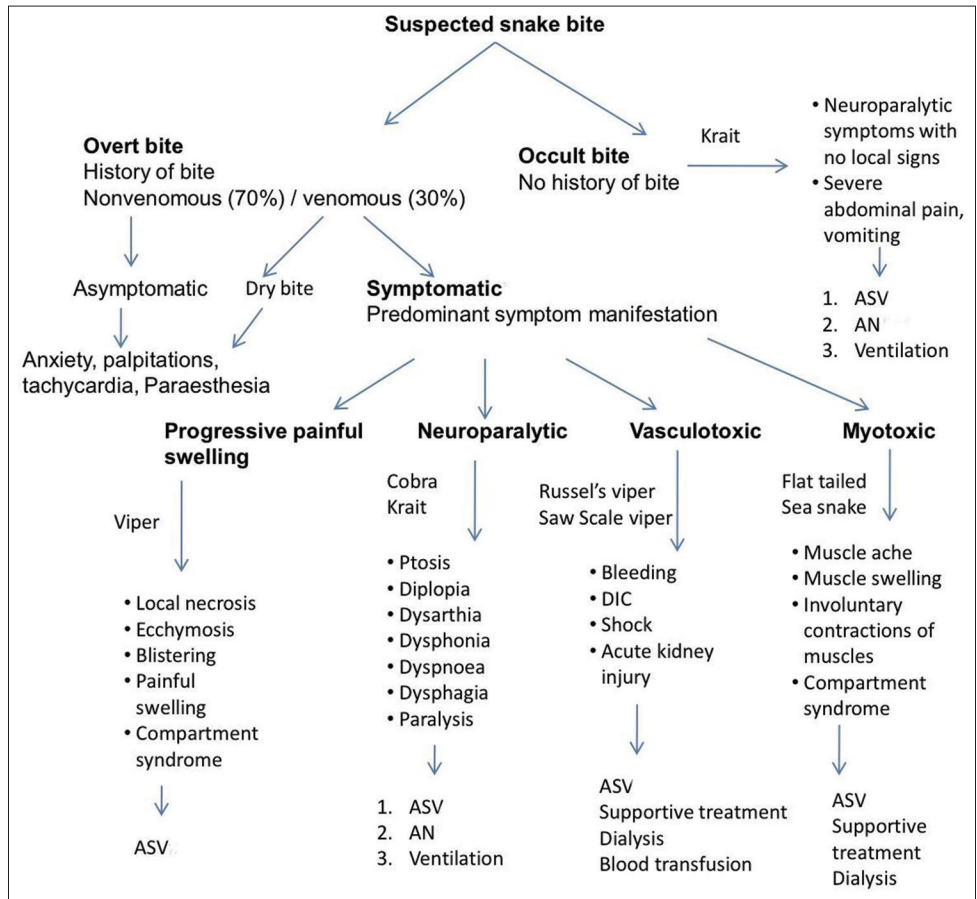 Suspected snake bite
Overt bite
History of bite
Nonvenomous (70%) / venomous (30%)
Occult bite
No history of bite
Krait
• Neuroparalytic
symptoms with
no local signs
• Severe
abdominal pain,
vomiting
1. ASV
2. AN
3. Ventilation
Asymptomatic
Dry bite
Anxiety, palpitations,
tachycardia, Paraesthesia
Symptomatic
Predominant symptom manifestation
Progressive painful
swelling
Viper
• Local necrosis
• Ecchymosis
• Blistering
• Painful
swelling
• Compartment
syndrome
ASV
Neuroparalytic
Cobra
Krait
• Ptosis
• Diplopia
• Dysarthia
• Dysphonia
• Dyspnoea
• Dysphagia
• Paralysis
1. ASV
2. AN
3. Ventilation
Vasculotoxic
Russel's viper
Saw Scale viper
• Bleeding
• DIC
• Shock
• Acute kidney
injury
ASV
Supportive treatment
Dialysis
Blood transfusion
Myotoxic
Flat tailed
Sea snake
• Muscle ache
• Muscle swelling
• Involuntary
contractions of
muscles
• Compartment
syndrome
ASV
Supportive
treatment
Dialysis